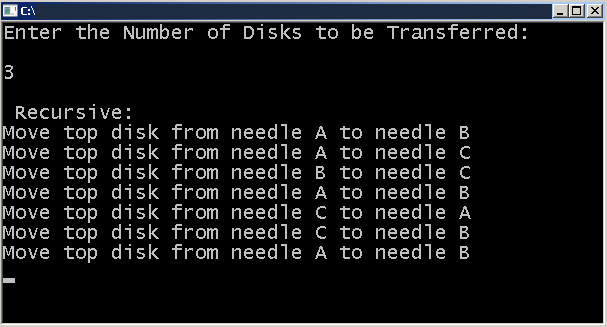 C:\
Enter the Number of Disks to be Transferred:
3
Recursive:
Move top disk from needle A to needle B
Move top disk from needle A to needle C
Move top disk from needle B to needle C
Move top disk from needle A to needle B
Move top disk from needle C to needle A
Move top disk from needle C to needle B
Move top disk from needle A to needle B